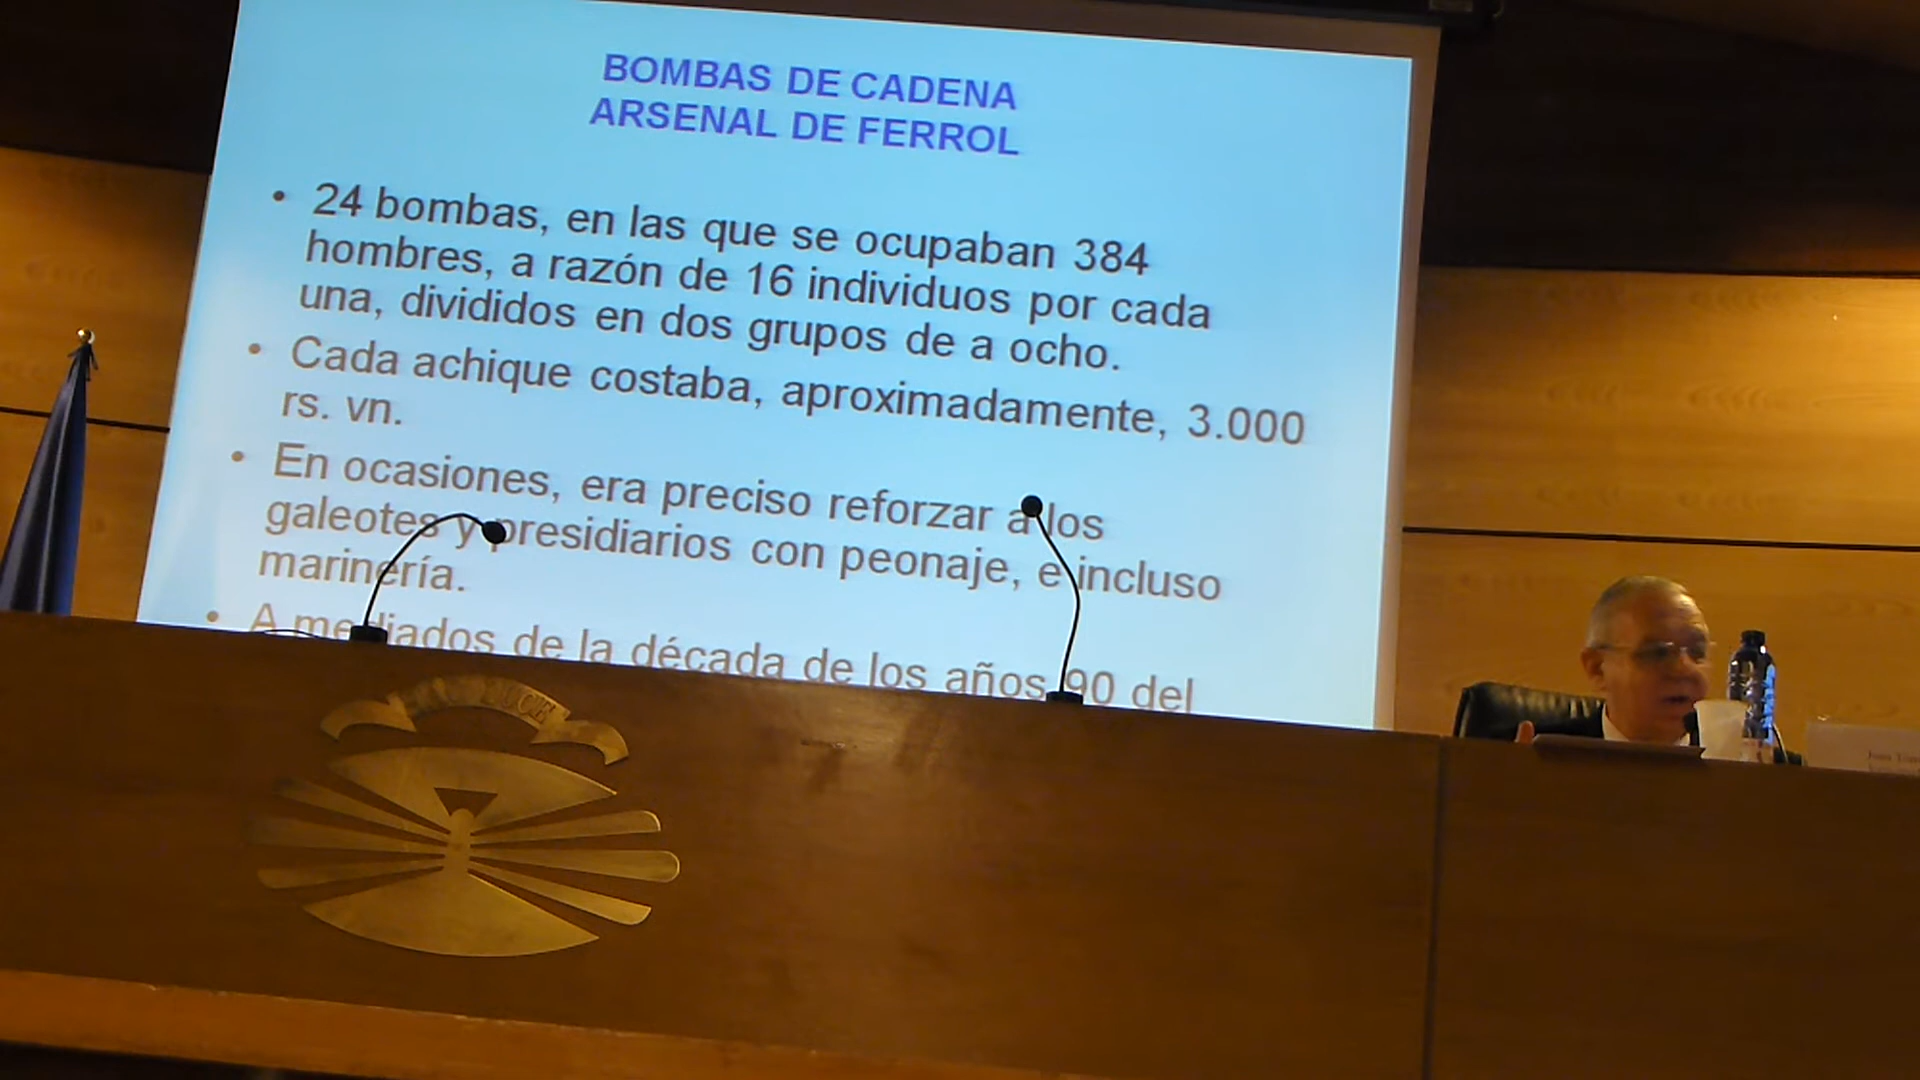 BOMBAS DE CADENA
ARSENAL DE FERROL
• 24 bombas, en las que se ocupaban 384
hombres, a razón de 16 individuos por cada
una, divididos en dos grupos de a ocho.
• Cada achique costaba, aproximadamente, 3.000
rs. vn.
• En ocasiones, era preciso reforzar a los
galeotes y presidiarios con peonaje, e incluso
marinería.
• A mediados de la década de los años 90 del